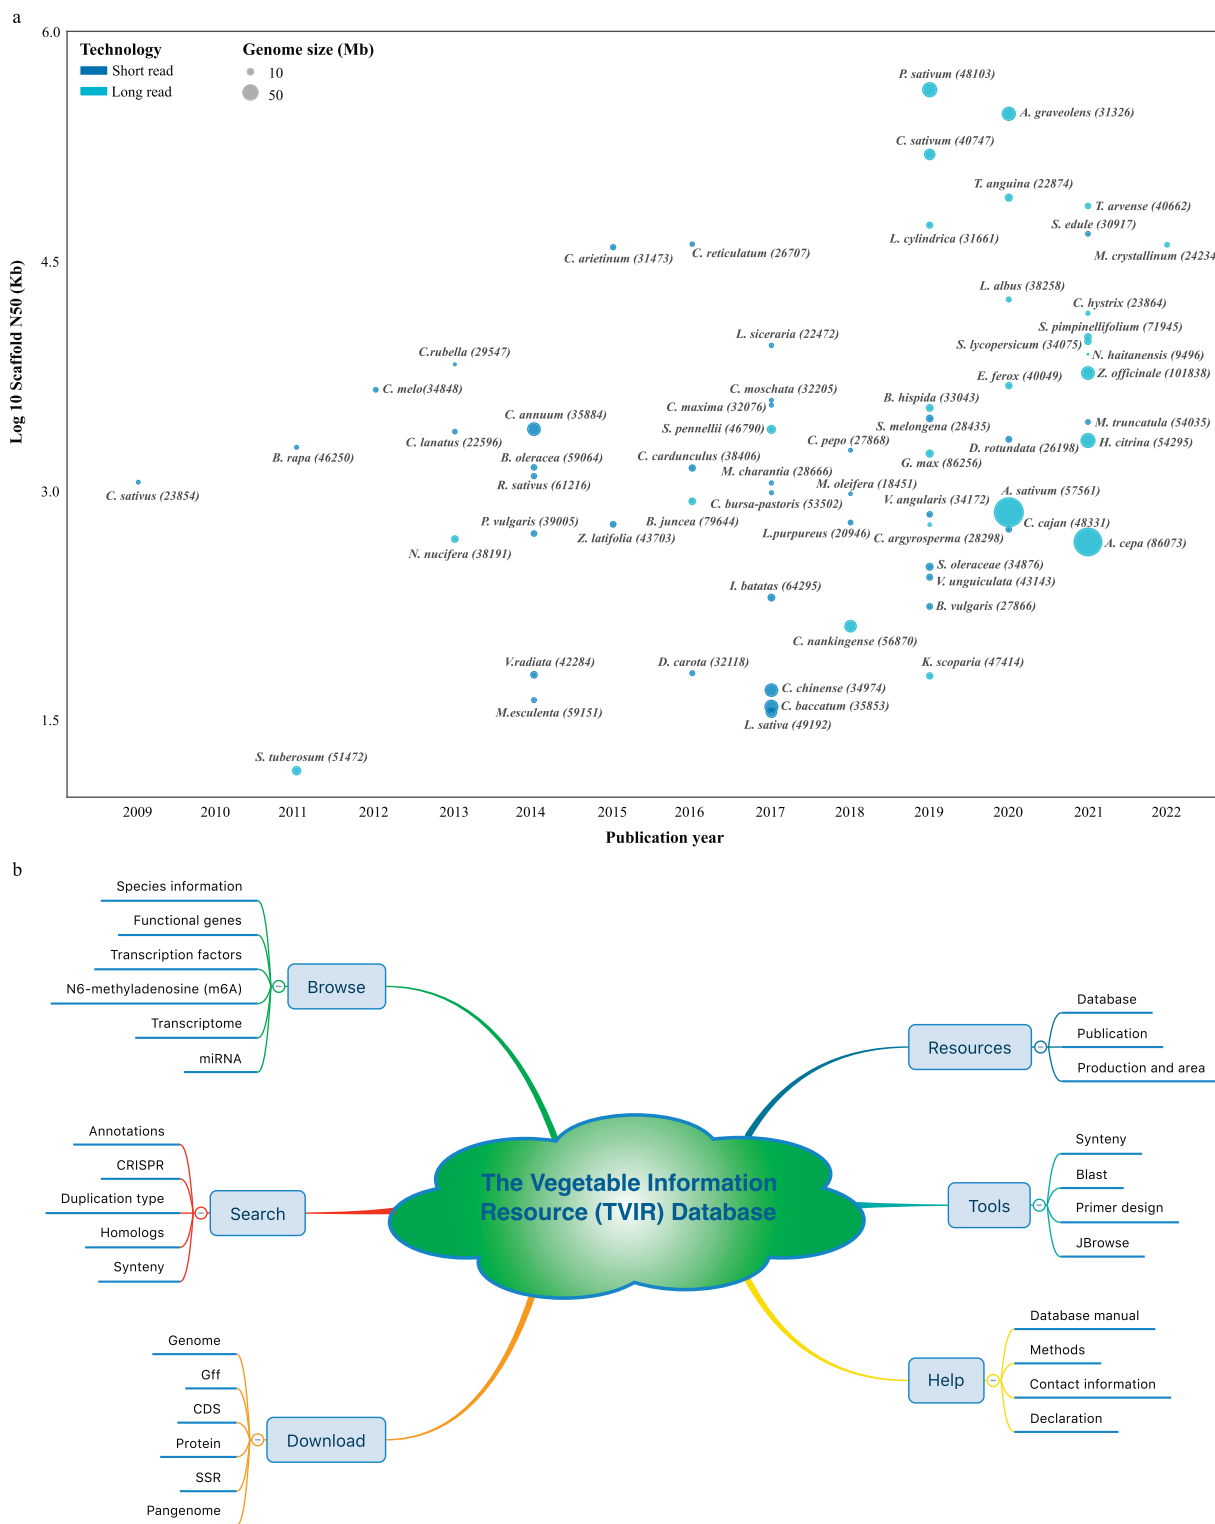 a
6.0
4.5
3.0
1.5
Log 10 Scaffold N50 (Kb)
Technology
Short read
Long read
Genome size (Mb)
10
50
P. sativum (48103)
A. graveolens (31326)
C. sativum (40747)
T. anguina (22874)
T. arvense (40662)
S. edule (30917)
L. cylindrica (31661)
C. arietinum (31473)
C. reticulatum (26707)
M. crystallinum (24234
L. albus (38258)
C. hystrix (23864)
S. pimpinellifolium (71945)
L. siceraria (22472)
S. lycopersicum (34075)
C.rubella (29547)
N. haitanensis (9496)
Z. officinale (101838)
E. ferox (40049)
C. melo(34848)
C. moschata (32205)
B. hispida (33043)
C. maxima (32076)
C. annuum (35884)
M. truncatula (54035)
S. pennellii (46790)
S. melongena (28435)
C. lanatus (22596)
C. pepo (27868)
H. citrina (54295)
D. rotundata (26198)
B. rapa (46250)
B. oleracea (59064)
C. cardunculus (38406)
G. max (86256)
M. charantia (28666)
R. sativus (61216)
M. oleifera (18451)
A. sativum (57561)
C. sativus (23854)
V. angularis (34172)
C. bursa-pastoris (53502)
P. vulgaris (39005)
B. juncea (79644)
C. cajan (48331)
L.purpureus (20946)
Z. latifolia (43703)
C. argyrosperma (28298)
A. cepa (86073)
N. nucifera (38191)
S. oleraceae (34876)
V. unguiculata (43143)
I. batatas (64295)
B. vulgaris (27866)
C. nankingense (56870)
V.radiata (42284)
D. carota (32118)
K. scoparia (47414)
C. chinense (34974)
C. baccatum (35853)
M.esculenta (59151)
L. sativa (49192)
S. tuberosum (51472)
2009 2010 2011 2012 2013 2014 2015 2016 2017 2018 2019 2020 2021 2022
Publication year
b
Species information
Functional genes
Transcription factors
N6-methyladenosine (m6A)
Transcriptome
miRNA
Browse
Annotations
CRISPR
Duplication type
Homologs
Synteny
Search
Genome
Gff
CDS
Protein
SSR
Pangenome
Download
The Vegetable Information
Resource (TVIR) Database
Resources
Database
Publication
Production and area
Tools
Synteny
Blast
Primer design
JBrowse
Help
Database manual
Methods
Contact information
Declaration